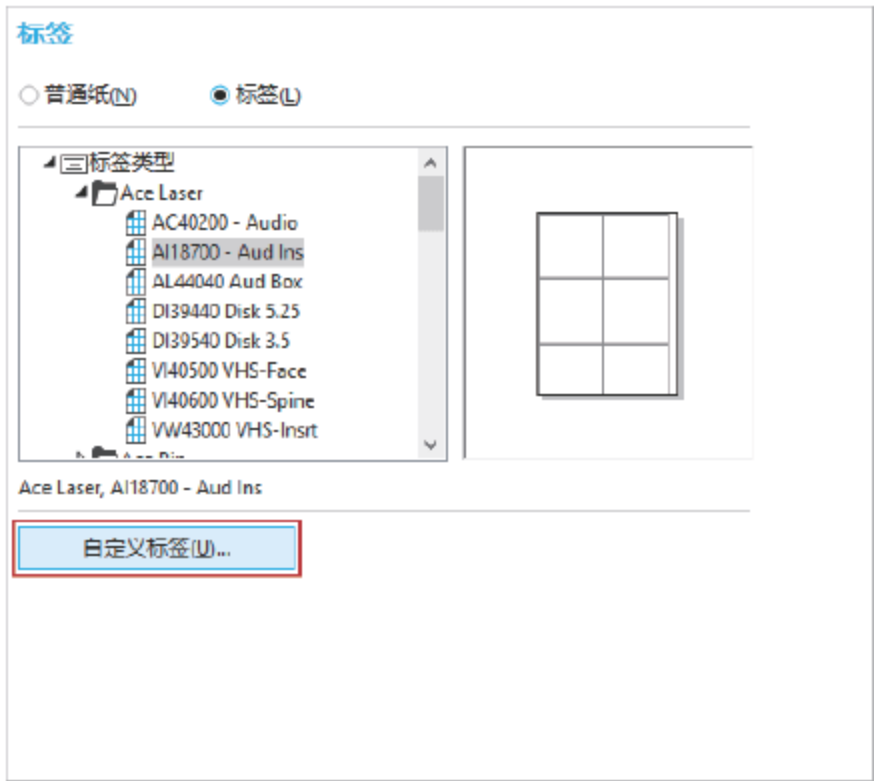 标签
普通纸(N) 标签(L)
标签类型
Ace Laser
AC40200 - Audio
AI18700 - Aud Ins
AL44040 Aud Box
DI39440 Disk 5.25
DI39540 Disk 3.5
VI40500 VHS-Face
VI40600 VHS-Spine
VW43000 VHS-Insrt
Ace Laser, AI18700 - Aud Ins
自定义标签(U)...